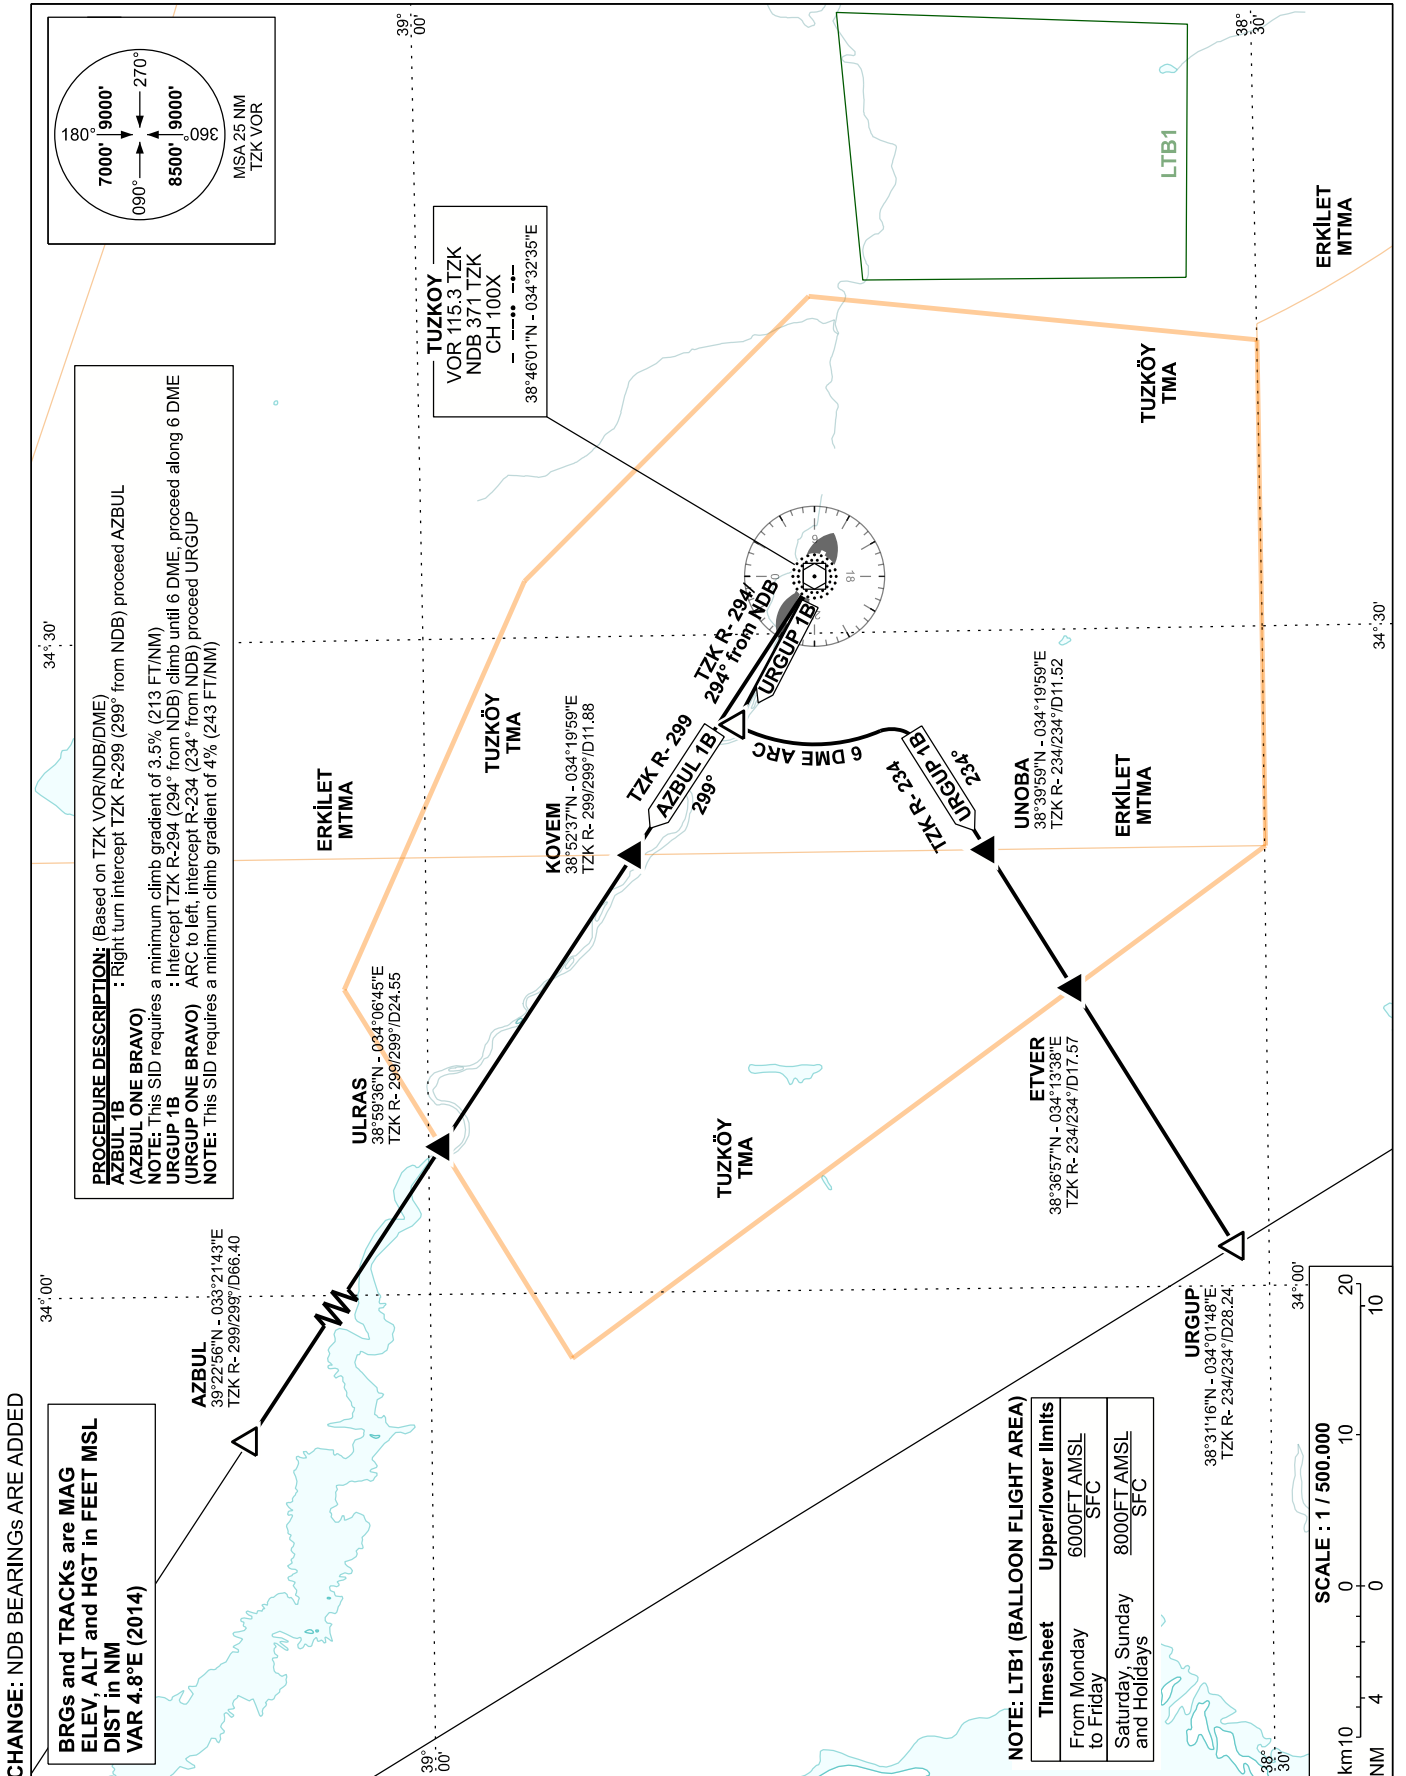 CHANGE: NDB BEARINGs ARE ADDED
BRGs and TRACKs are MAG
ELEV, ALT and HGT in FEET MSL
DIST in NM
VAR 4.8°E (2014)
PROCEDURE DESCRIPTION: (Based on TZK VOR/NDB/DME)
AZBUL 1B : Right turn intercept TZK R-299 (299° from NDB) proceed AZBUL
(AZBUL ONE BRAVO)
NOTE: This SID requires a minimum climb gradient of 3.5% (213 FT/NM)
URGUP 1B : Intercept TZK R-294 (294° from NDB) climb until 6 DME, proceed along 6 DME
(URGUP ONE BRAVO) ARC to left, intercept R-234 (234° from NDB) proceed URGUP
NOTE: This SID requires a minimum climb gradient of 4% (243 FT/NM)
180°
270°
360°
090°
7000' 9000'
8500' 9000'
MSA 25 NM
TZK VOR
34° 00'
34° 30'
39°
00'
38°
30'
AZBUL
39°22'56"N - 033°21'43"E
TZK R- 299/299°/D66.40
ULRAS
38°59'36"N - 034°06'45"E
TZK R- 299/299°/D24.55
ERKİLET
MTMA
TUZKÖY
TMA
KOVEM
38°52'37"N - 034°19'59"E
TZK R- 299/299°/D11.88
TUZKOY
VOR 115.3 TZK
NDB 371 TZK
CH 100X
– ––•• –•–
38°46'01"N - 034°32'35"E
TZK R- 299
AZBUL 1B
299°
TZK R- 294/
294° from NDB
URGUP 1B
6 DME ARC
0
9
18
TZK R- 234
URGUP 1B
234°
UNOBA
38°39'59"N - 034°19'59"E
TZK R- 234/234°/D11.52
ERKİLET
MTMA
TUZKÖY
TMA
ETVER
38°36'57"N - 034°13'38"E
TZK R- 234/234°/D17.57
TUZKÖY
TMA
LTB1
ERKİLET
MTMA
URGUP
38°31'16"N - 034°01'48"E
TZK R- 234/234°/D28.24
39°
00'
38°
30'
34° 00'
34° 30'
NOTE: LTB1 (BALLOON FLIGHT AREA)
Timesheet Upper/lower limits
From Monday
to Friday
6000FT AMSL
SFC
Saturday, Sunday
and Holidays
8000FT AMSL
SFC
SCALE : 1 / 500.000
km10 0 10 20
NM 4 0 10